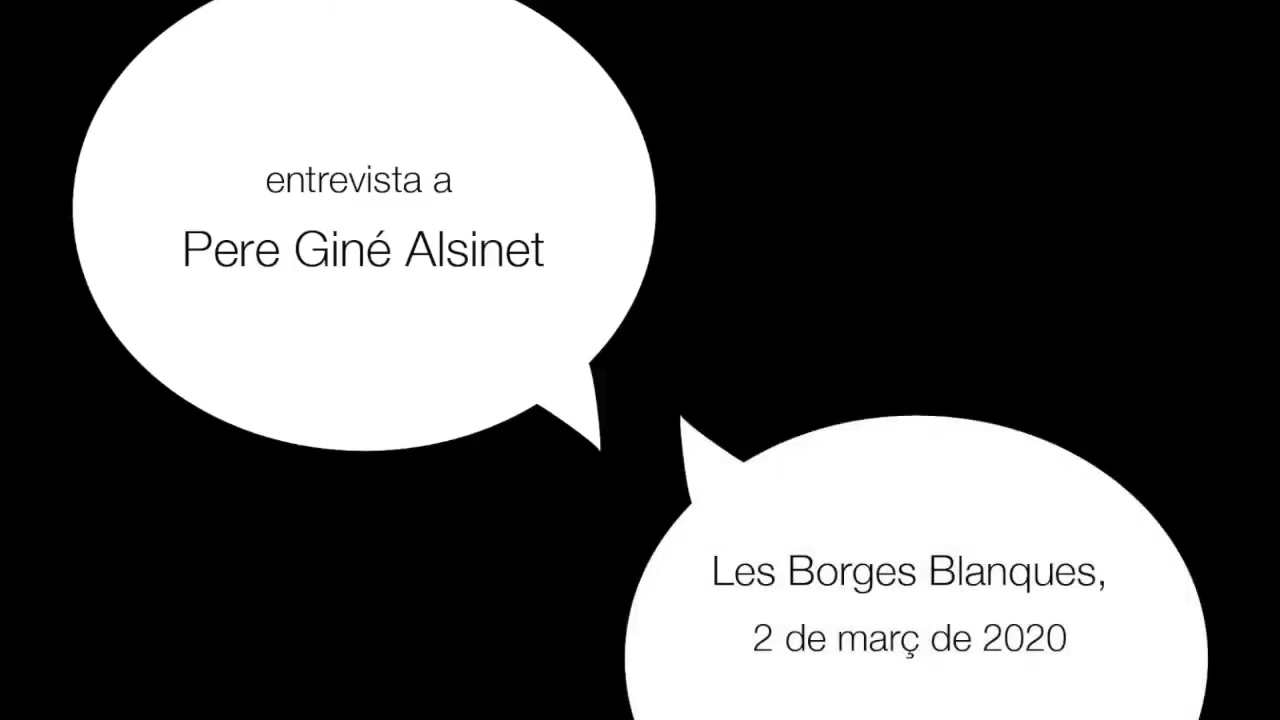 entrevista a
Pere Giné Alsinet
Les Borges Blanques,
2 de març de 2020